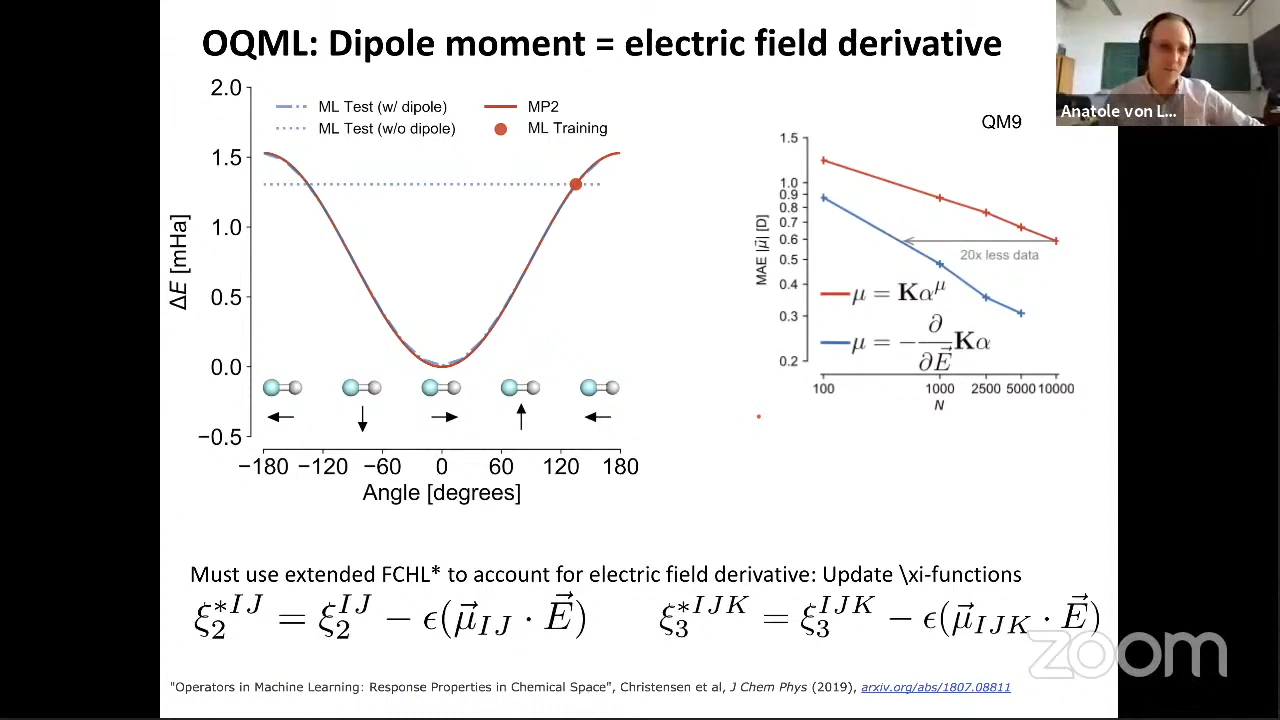 OQML: Dipole moment = electric field derivative
Anatole von L...
2.0
1.5
1.0
0.5
0.0
−0.5
ΔE [mHa]
ML Test (w/ dipole)
ML Test (w/o dipole)
MP2
ML Training
−180 −120 −60 0 60 120 180
Angle [degrees]
QM9
1.5
1.0
0.9
0.8
0.7
0.6
0.5
0.4
0.3
0.2
MAE |μ⃗| [D]
20x less data
μ = Kα^μ
μ = −∂/∂E⃗ Kα
100 1000 2500 5000 10000
N
Must use extended FCHL* to account for electric field derivative: Update \xi-functions
ξ₂^{*IJ} = ξ₂^{IJ} − ϵ(μ⃗_{IJ} · E⃗)
ξ₃^{*IJK} = ξ₃^{IJK} − ϵ(μ⃗_{IJK} · E⃗)
zoom
"Operators in Machine Learning: Response Properties in Chemical Space", Christensen et al, J Chem Phys (2019), arxiv.org/abs/1807.08811